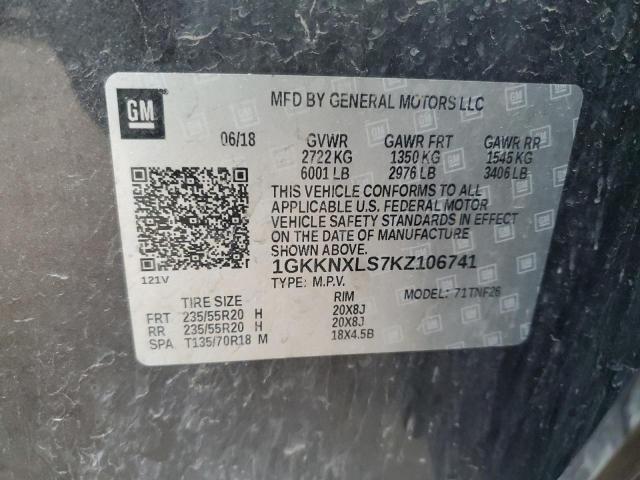 GM
MFD BY GENERAL MOTORS LLC
06/18 GVWR GAWR FRT GAWR RR
2722 KG 1350 KG 1545 KG
6001 LB 2976 LB 3406 LB
THIS VEHICLE CONFORMS TO ALL
APPLICABLE U.S. FEDERAL MOTOR
VEHICLE SAFETY STANDARDS IN EFFECT
ON THE DATE OF MANUFACTURE
SHOWN ABOVE.
1GKKNXLS7KZ106741
121V TYPE: M.P.V. MODEL: 71TNF26
TIRE SIZE RIM
FRT 235/55R20 H 20X8J
RR 235/55R20 H 20X8J
SPA T135/70R18 M 18X4.5B